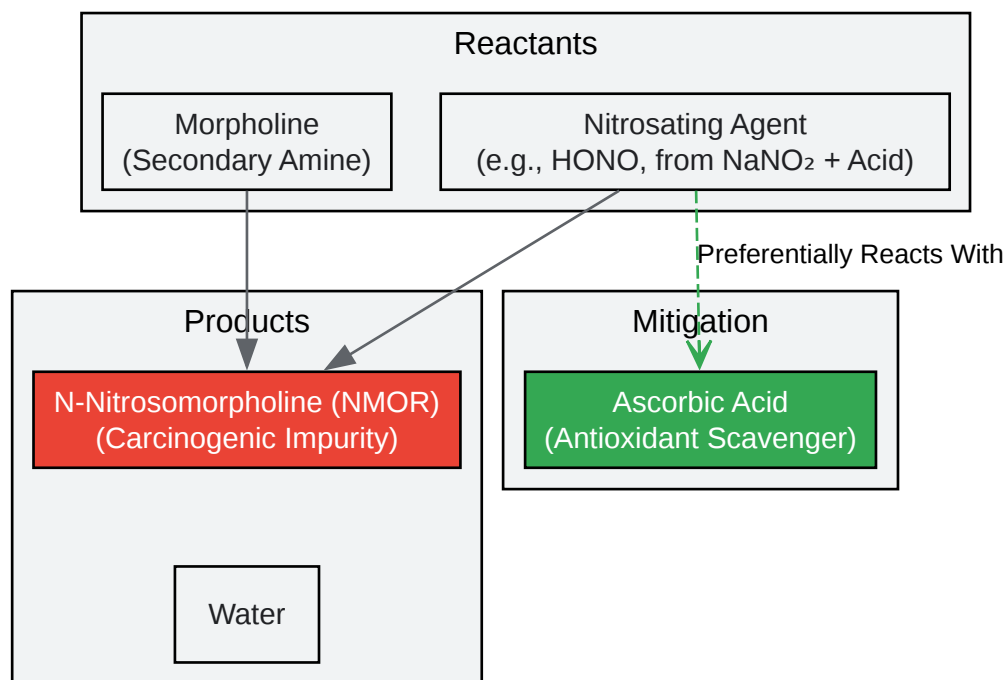 Reactants
Morpholine
(Secondary Amine)
Nitrosating Agent
(e.g., HONO, from NaNO₂ + Acid)
Preferentially Reacts With
Products
N-Nitrosomorpholine (NMOR)
(Carcinogenic Impurity)
Water
Mitigation
Ascorbic Acid
(Antioxidant Scavenger)